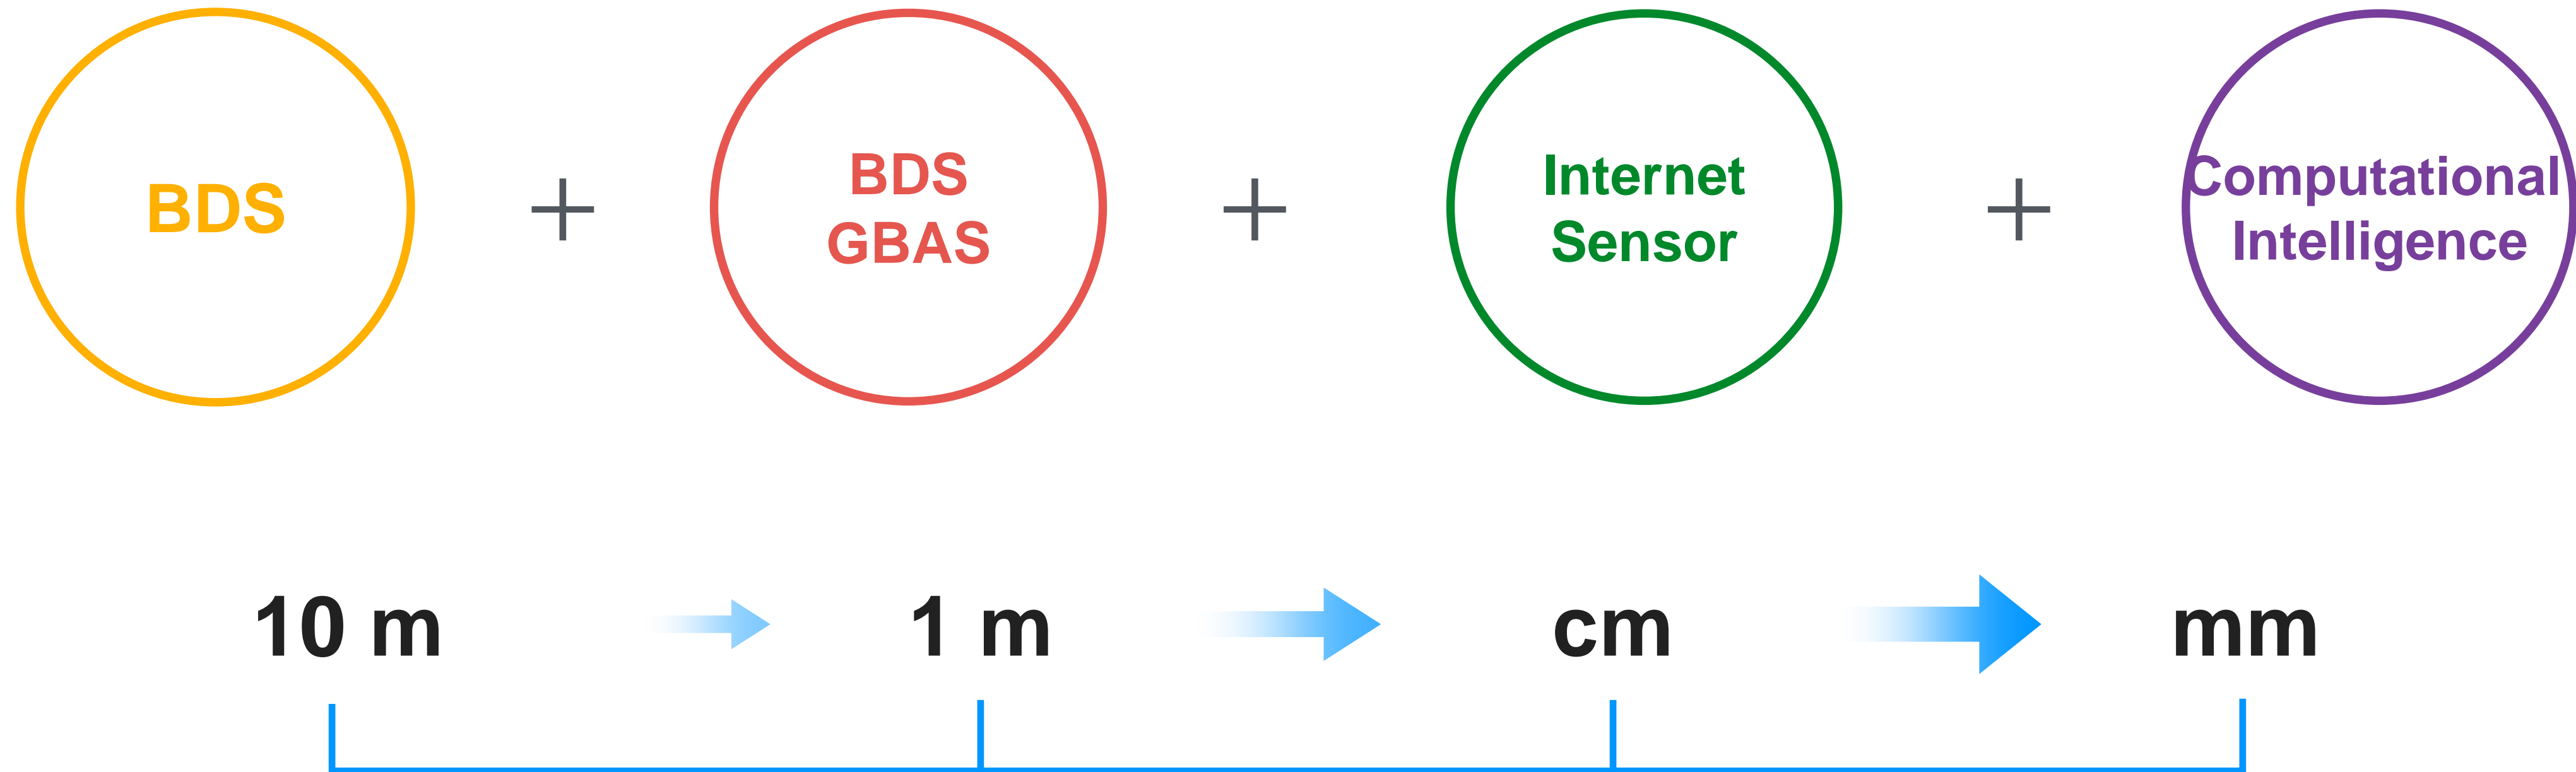 BDS
+
BDS
GBAS
+
Internet
Sensor
+
Computational
Intelligence
10 m
1 m
cm
mm